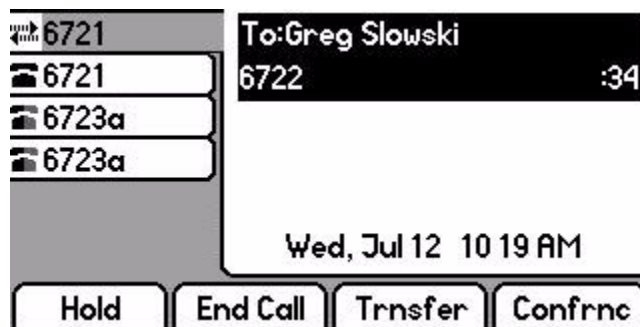 6721
6721
6723a
6723a
To:Greg Slowski
6722 :34
Wed, Jul 12 10 19 AM
Hold End Call Trnsfer Confrnc